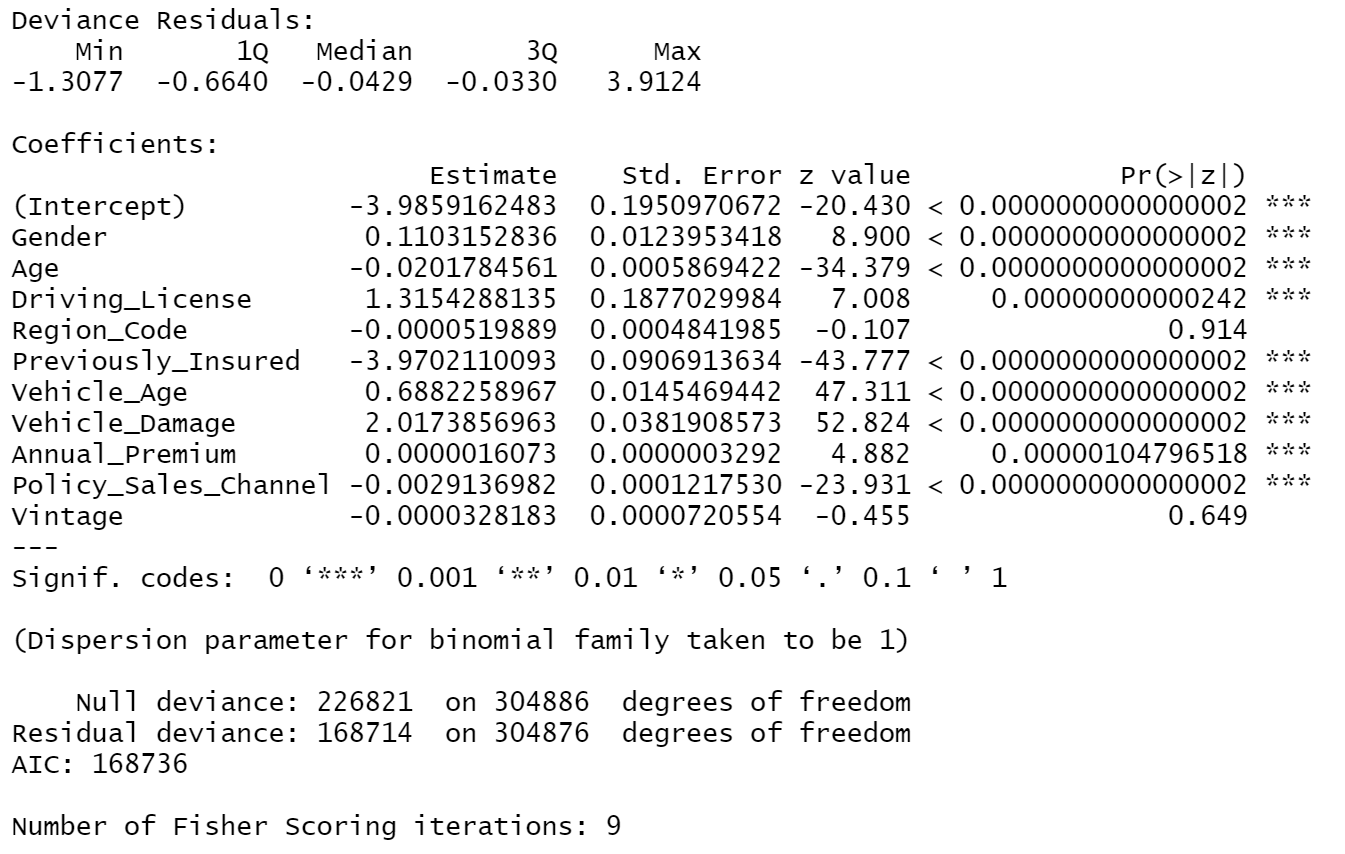 Deviance Residuals:
    Min       1Q   Median       3Q      Max
-1.3077  -0.6640  -0.0429  -0.0330   3.9124

Coefficients:
                          Estimate    Std. Error z value             Pr(>|z|)
(Intercept)          -3.9859162483  0.1950970672 -20.430 < 0.0000000000000002 ***
Gender                0.1103152836  0.0123953418   8.900 < 0.0000000000000002 ***
Age                  -0.0201784561  0.0005869422 -34.379 < 0.0000000000000002 ***
Driving_License       1.3154288135  0.1877029984   7.008     0.00000000000242 ***
Region_Code          -0.0000519889  0.0004841985  -0.107                0.914
Previously_Insured   -3.9702110093  0.0906913634 -43.777 < 0.0000000000000002 ***
Vehicle_Age           0.6882258967  0.0145469442  47.311 < 0.0000000000000002 ***
Vehicle_Damage        2.0173856963  0.0381908573  52.824 < 0.0000000000000002 ***
Annual_Premium        0.0000016073  0.0000003292   4.882     0.00000104796518 ***
Policy_Sales_Channel -0.0029136982  0.0001217530 -23.931 < 0.0000000000000002 ***
Vintage              -0.0000328183  0.0000720554  -0.455                0.649
---
Signif. codes:  0 ‘***’ 0.001 ‘**’ 0.01 ‘*’ 0.05 ‘.’ 0.1 ‘ ’ 1

(Dispersion parameter for binomial family taken to be 1)

    Null deviance: 226821  on 304886  degrees of freedom
Residual deviance: 168714  on 304876  degrees of freedom
AIC: 168736

Number of Fisher Scoring iterations: 9